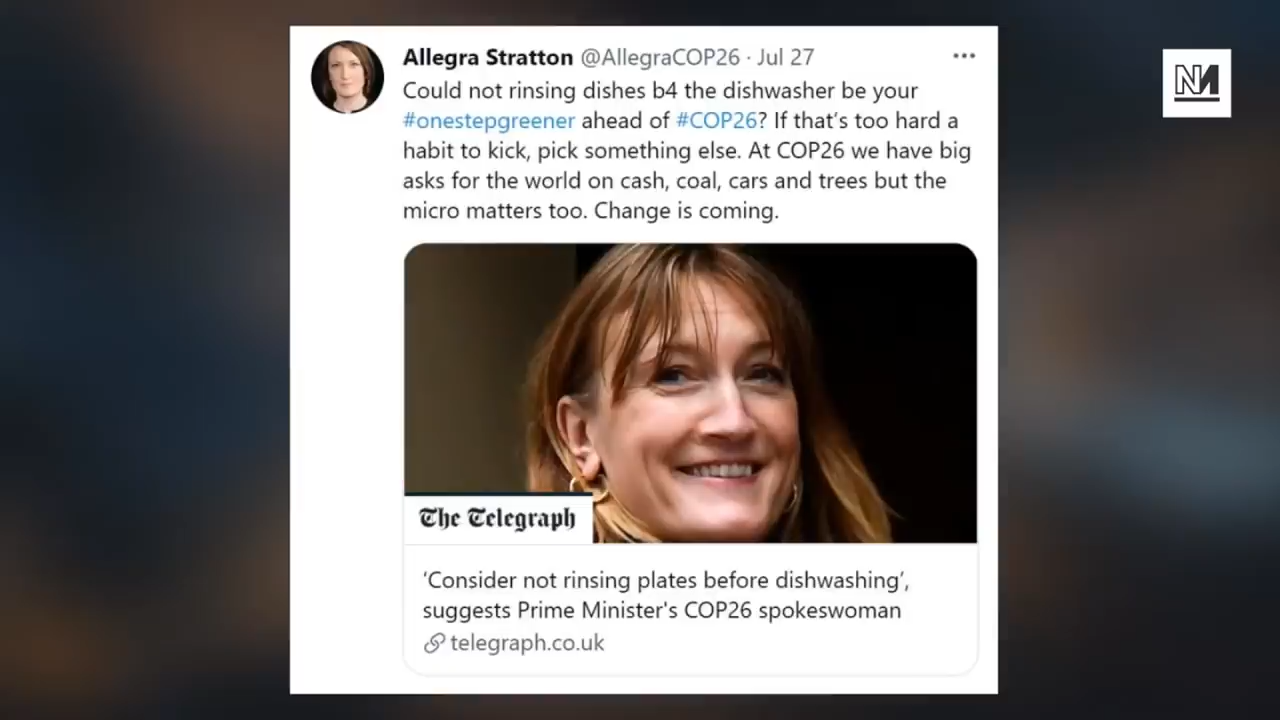 Allegra Stratton @AllegraCOP26 · Jul 27
Could not rinsing dishes b4 the dishwasher be your
#onestepgreener ahead of #COP26? If that's too hard a
habit to kick, pick something else. At COP26 we have big
asks for the world on cash, coal, cars and trees but the
micro matters too. Change is coming.
The Telegraph
‘Consider not rinsing plates before dishwashing’,
suggests Prime Minister's COP26 spokeswoman
telegraph.co.uk
NM